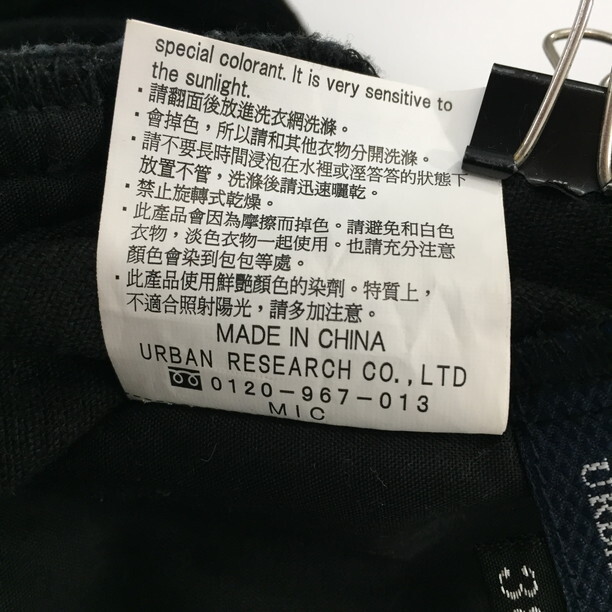 special colorant. It is very sensitive to
the sunlight.
・請翻面後放進洗衣網洗滌。
・會掉色，所以請和其他衣物分開洗滌。
・請不要長時間浸泡在水裡或溼答答的狀態下
放置不管，洗滌後請迅速曬乾。
・禁止旋轉式乾燥。
・此產品會因為摩擦而掉色。請避免和白色
衣物，淡色衣物一起使用。也請充分注意
顏色會染到包包等處。
・此產品使用鮮艷顏色的染劑。特質上，
不適合照射陽光，請多加注意。
MADE IN CHINA
URBAN RESEARCH CO.,LTD
0120-967-013
MIC